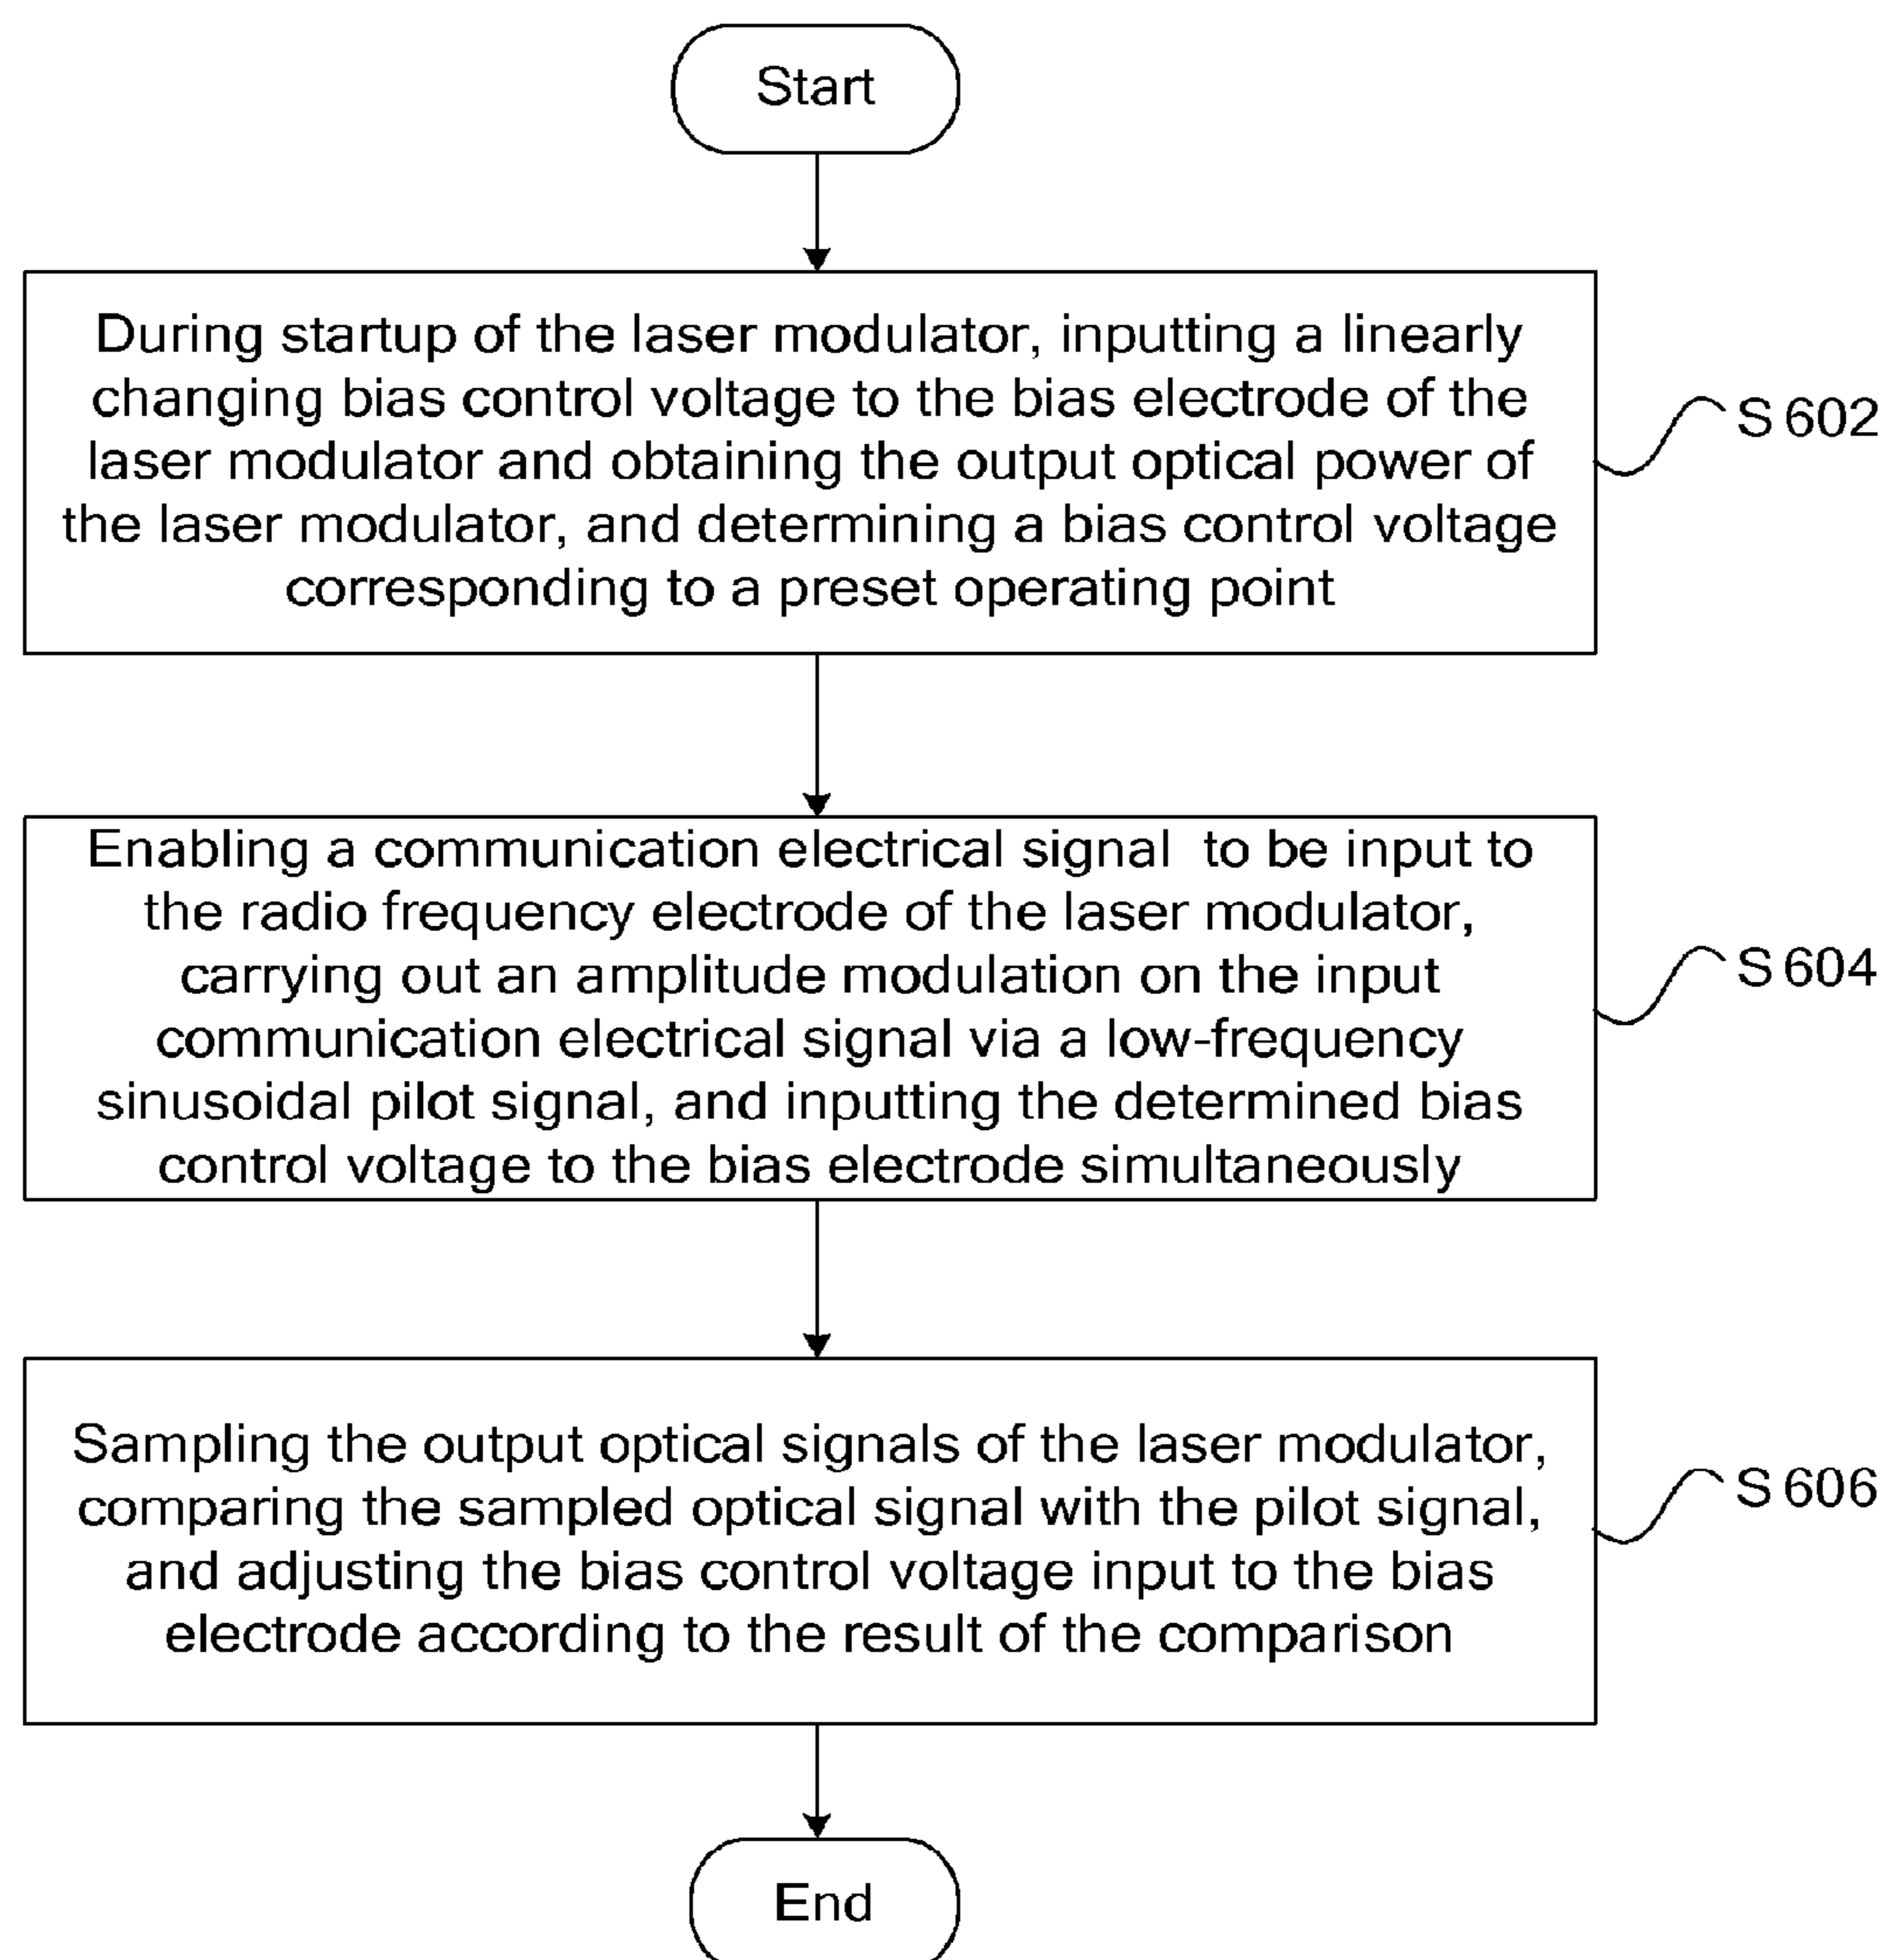 Start
During startup of the laser modulator, inputting a linearly
changing bias control voltage to the bias electrode of the
laser modulator and obtaining the output optical power of
the laser modulator, and determining a bias control voltage
corresponding to a preset operating point
S 602
Enabling a communication electrical signal to be input to
the radio frequency electrode of the laser modulator,
carrying out an amplitude modulation on the input
communication electrical signal via a low-frequency
sinusoidal pilot signal, and inputting the determined bias
control voltage to the bias electrode simultaneously
S 604
Sampling the output optical signals of the laser modulator,
comparing the sampled optical signal with the pilot signal,
and adjusting the bias control voltage input to the bias
electrode according to the result of the comparison
S 606
End